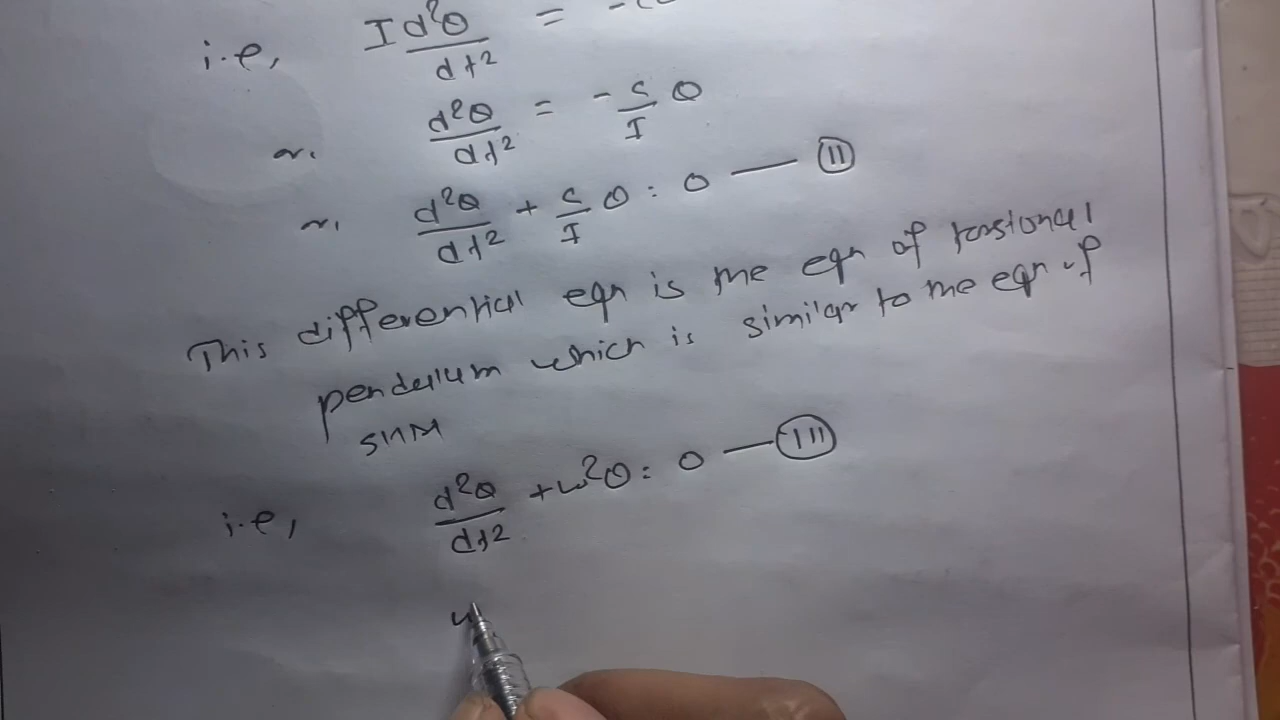 i.e, I d²θ/dt² = -
or. d²θ/dt² = - c/I θ
or, d²θ/dt² + c/I θ = 0 — (II)
This differential eqn is the eqn of torsional
pendulum which is similar to the eqn of
SHM
i.e, d²θ/dt² + ω²θ = 0 — (III)